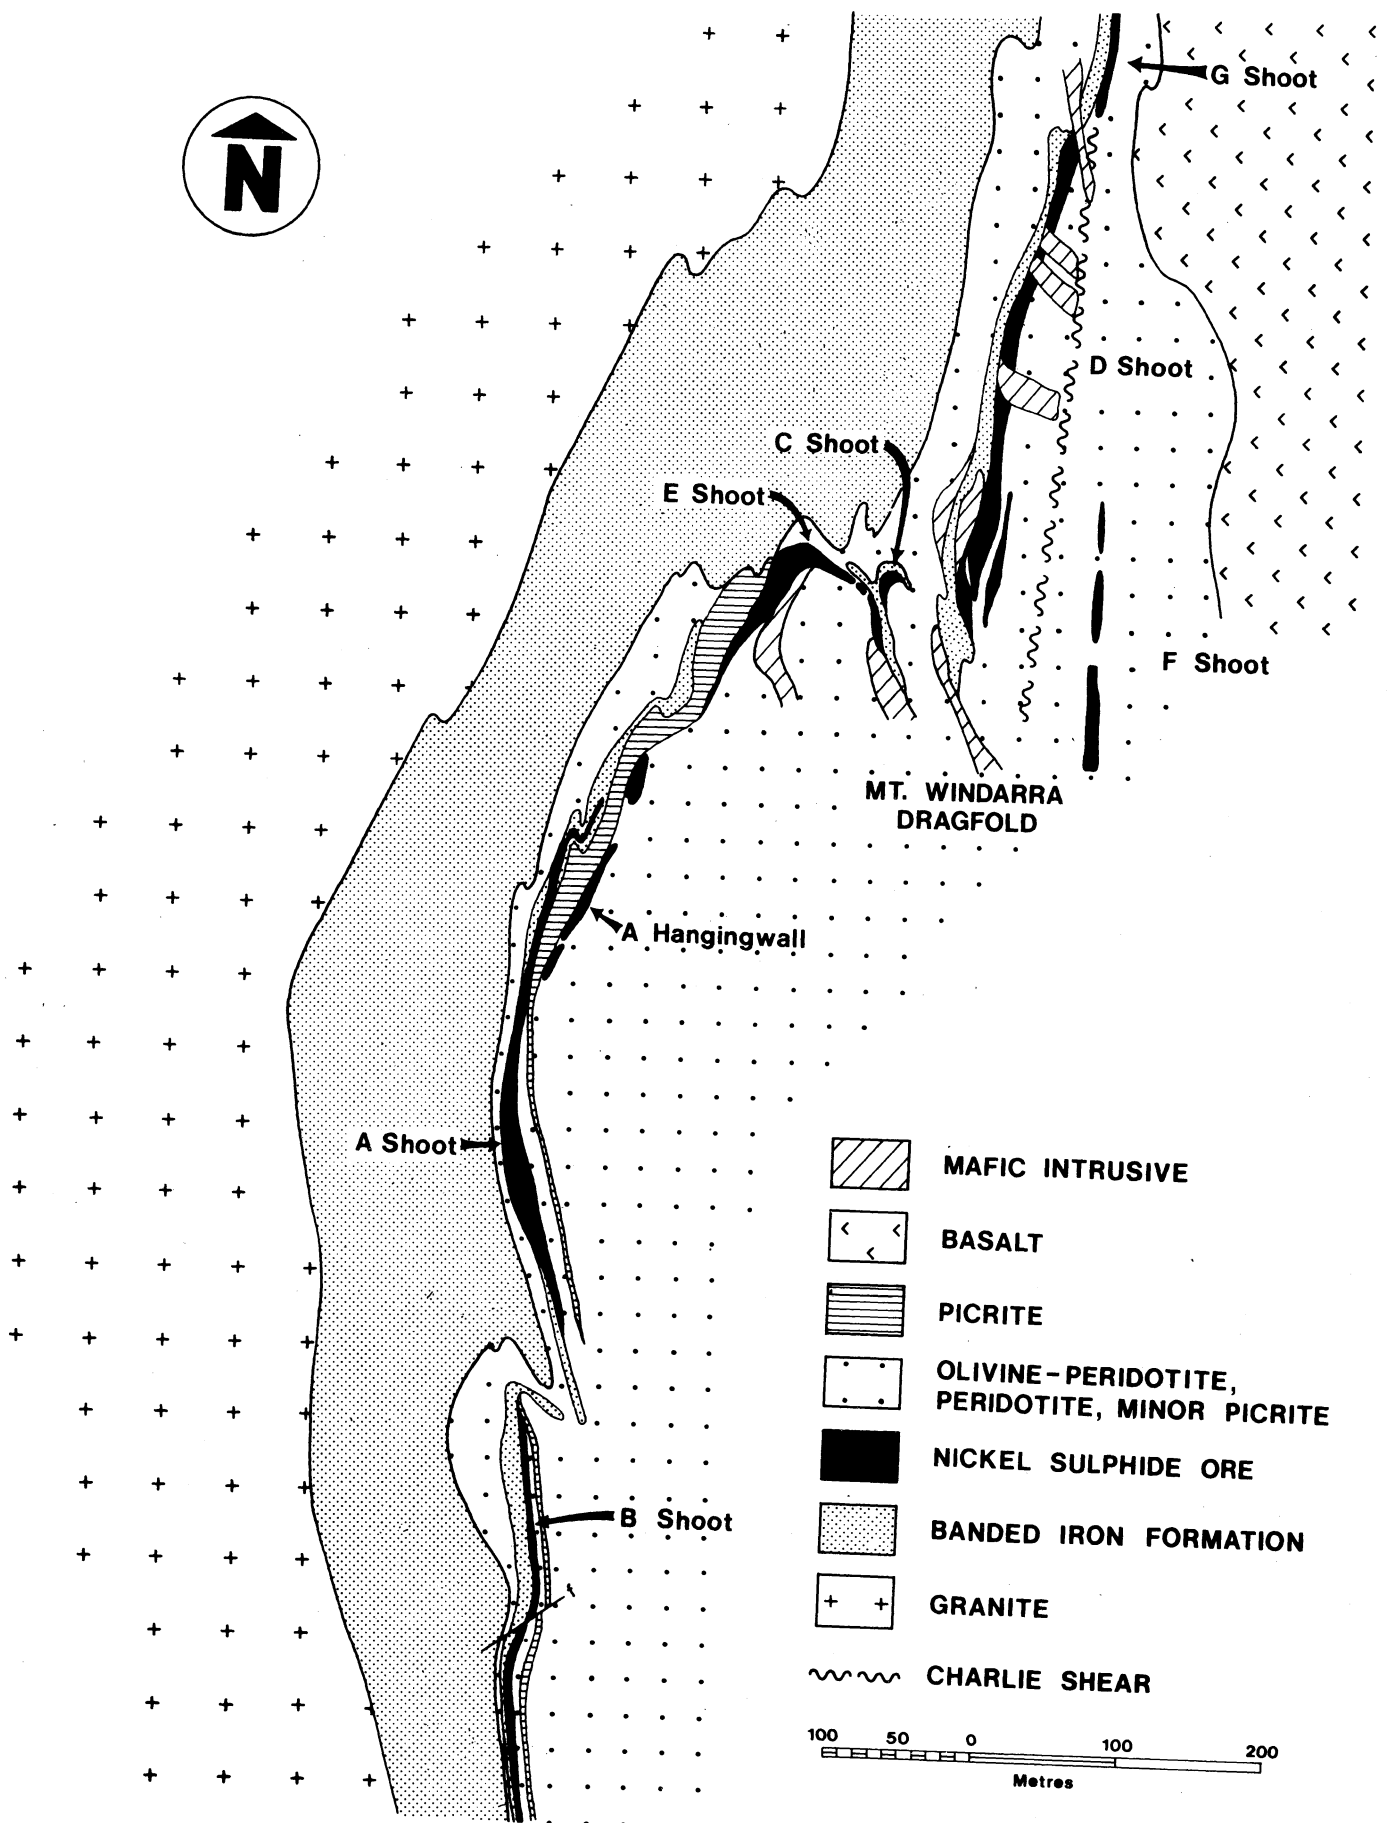 G Shoot
N
D Shoot
C Shoot
E Shoot
F Shoot
MT. WINDARRA
DRAGFOLD
A Hangingwall
A Shoot
B Shoot
MAFIC INTRUSIVE
BASALT
PICRITE
OLIVINE-PERIDOTITE,
PERIDOTITE, MINOR PICRITE
NICKEL SULPHIDE ORE
BANDED IRON FORMATION
GRANITE
CHARLIE SHEAR
100 50 0 100 200
Metres